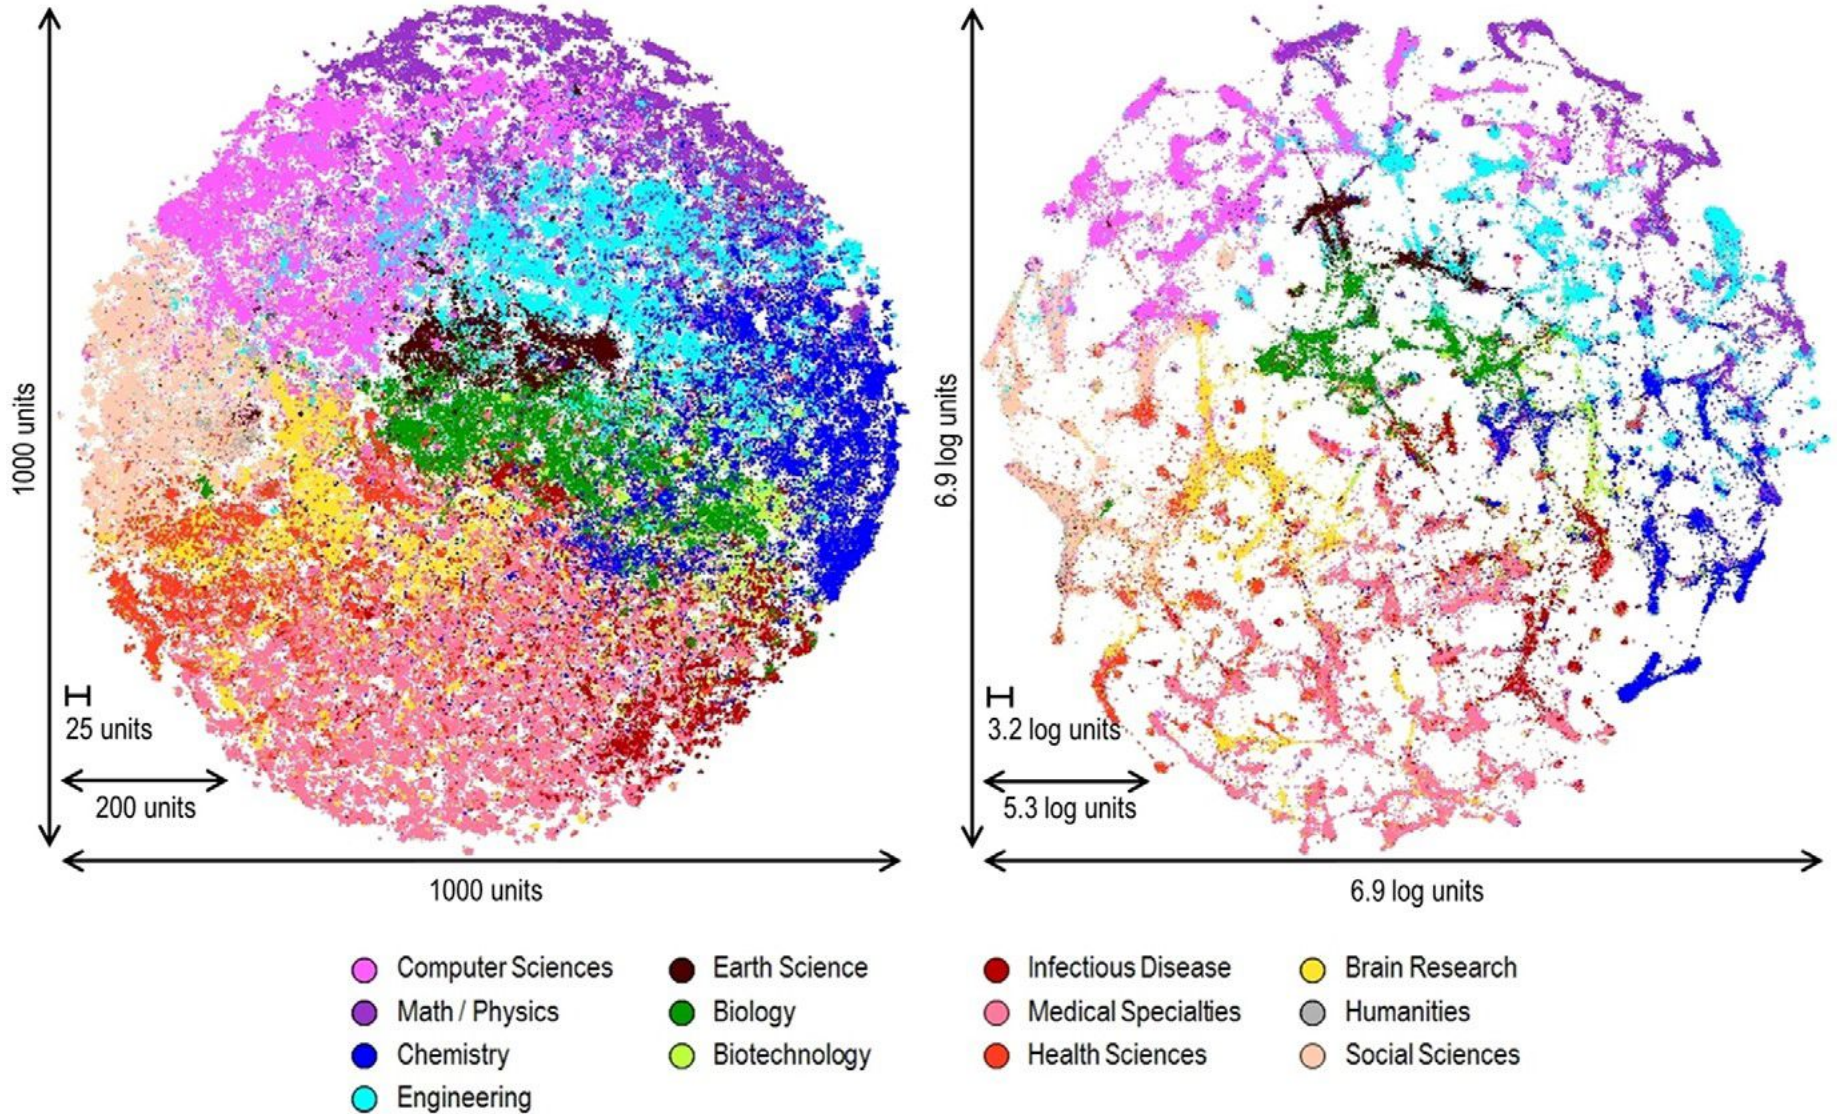 1000 units
25 units
200 units
1000 units
6.9 log units
3.2 log units
5.3 log units
6.9 log units
Computer Sciences
Math / Physics
Chemistry
Engineering
Earth Science
Biology
Biotechnology
Infectious Disease
Medical Specialties
Health Sciences
Brain Research
Humanities
Social Sciences